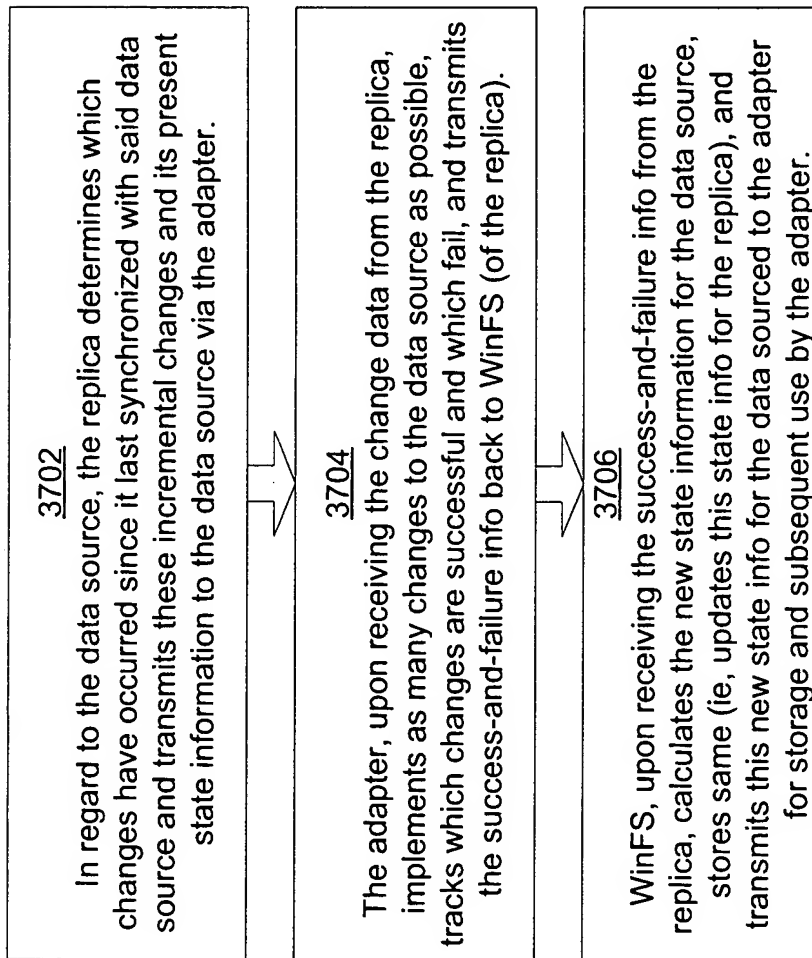 3702
In regard to the data source, the replica determines which
changes have occurred since it last synchronized with said data
source and transmits these incremental changes and its present
state information to the data source via the adapter.
3704
The adapter, upon receiving the change data from the replica,
implements as many changes to the data source as possible,
tracks which changes are successful and which fail, and transmits
the success-and-failure info back to WinFS (of the replica).
3706
WinFS, upon receiving the success-and-failure info from the
replica, calculates the new state information for the data source,
stores same (ie, updates this state info for the replica), and
transmits this new state info for the data sourced to the adapter
for storage and subsequent use by the adapter.